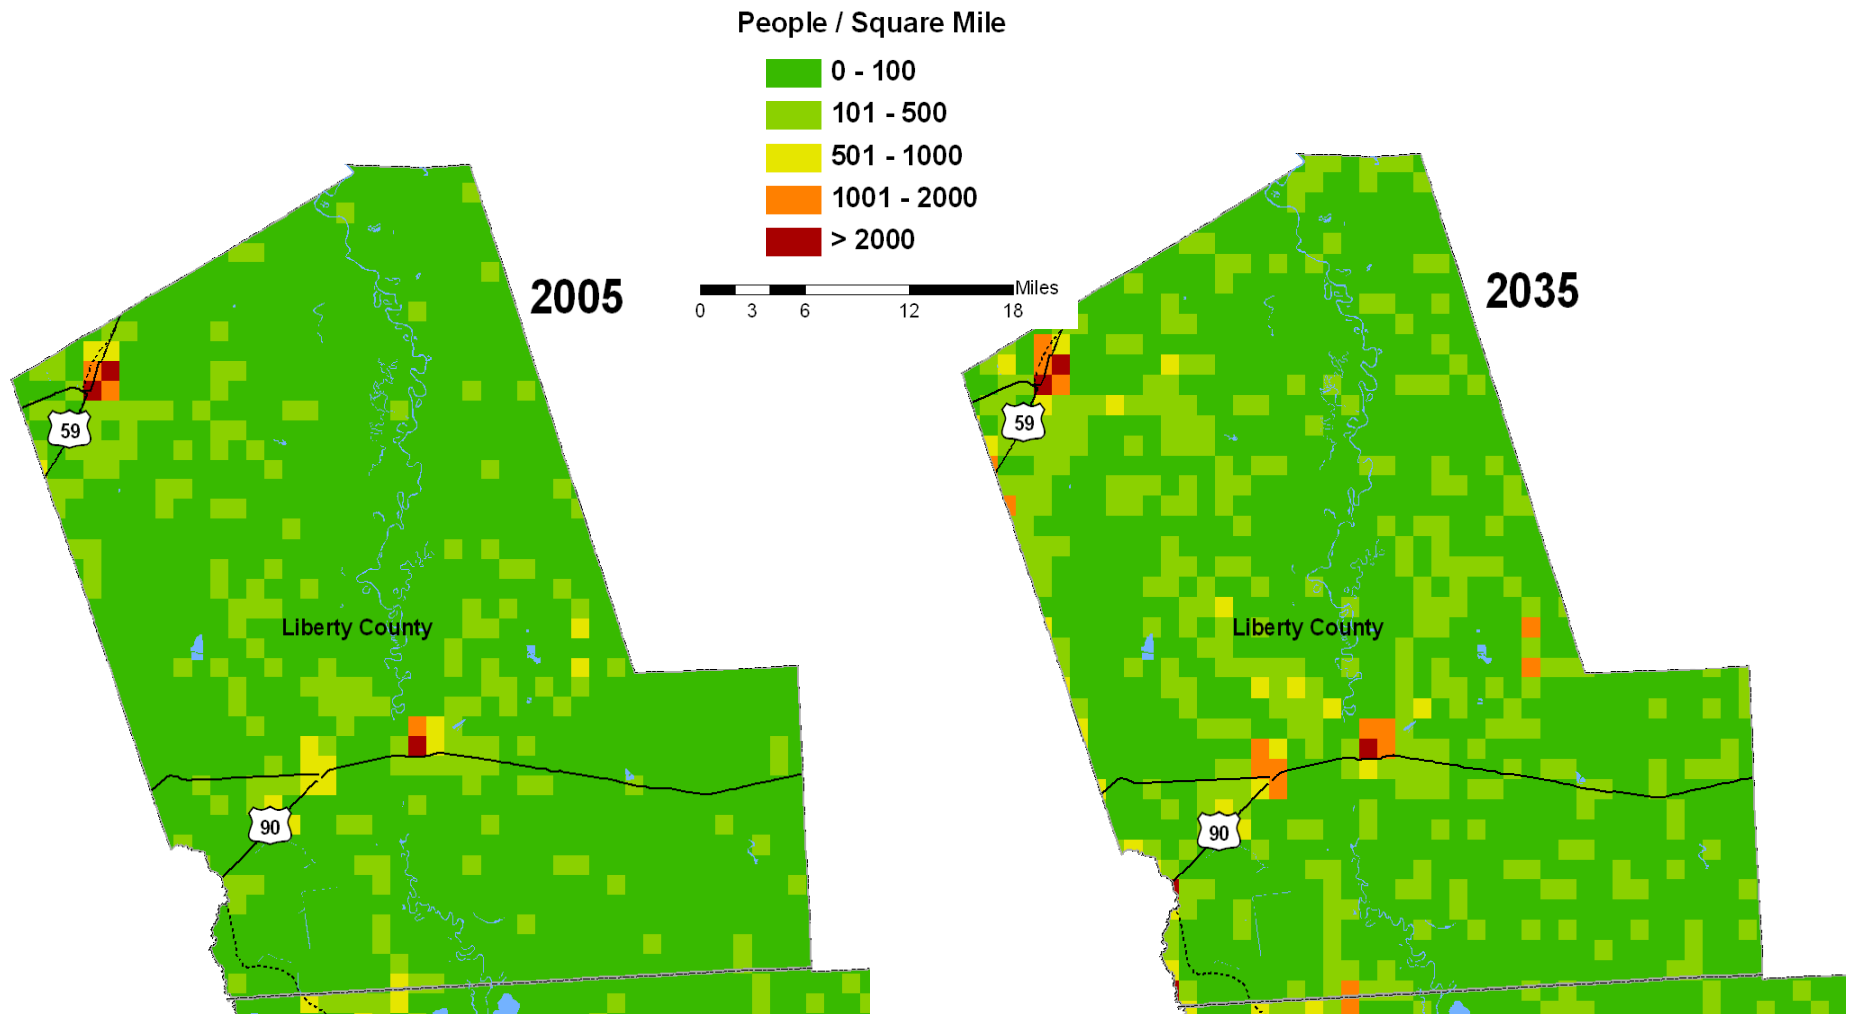 People / Square Mile
0 - 100
101 - 500
501 - 1000
1001 - 2000
> 2000
Miles
0 3 6 12 18
2005
2035
59
59
Liberty County
Liberty County
90
90